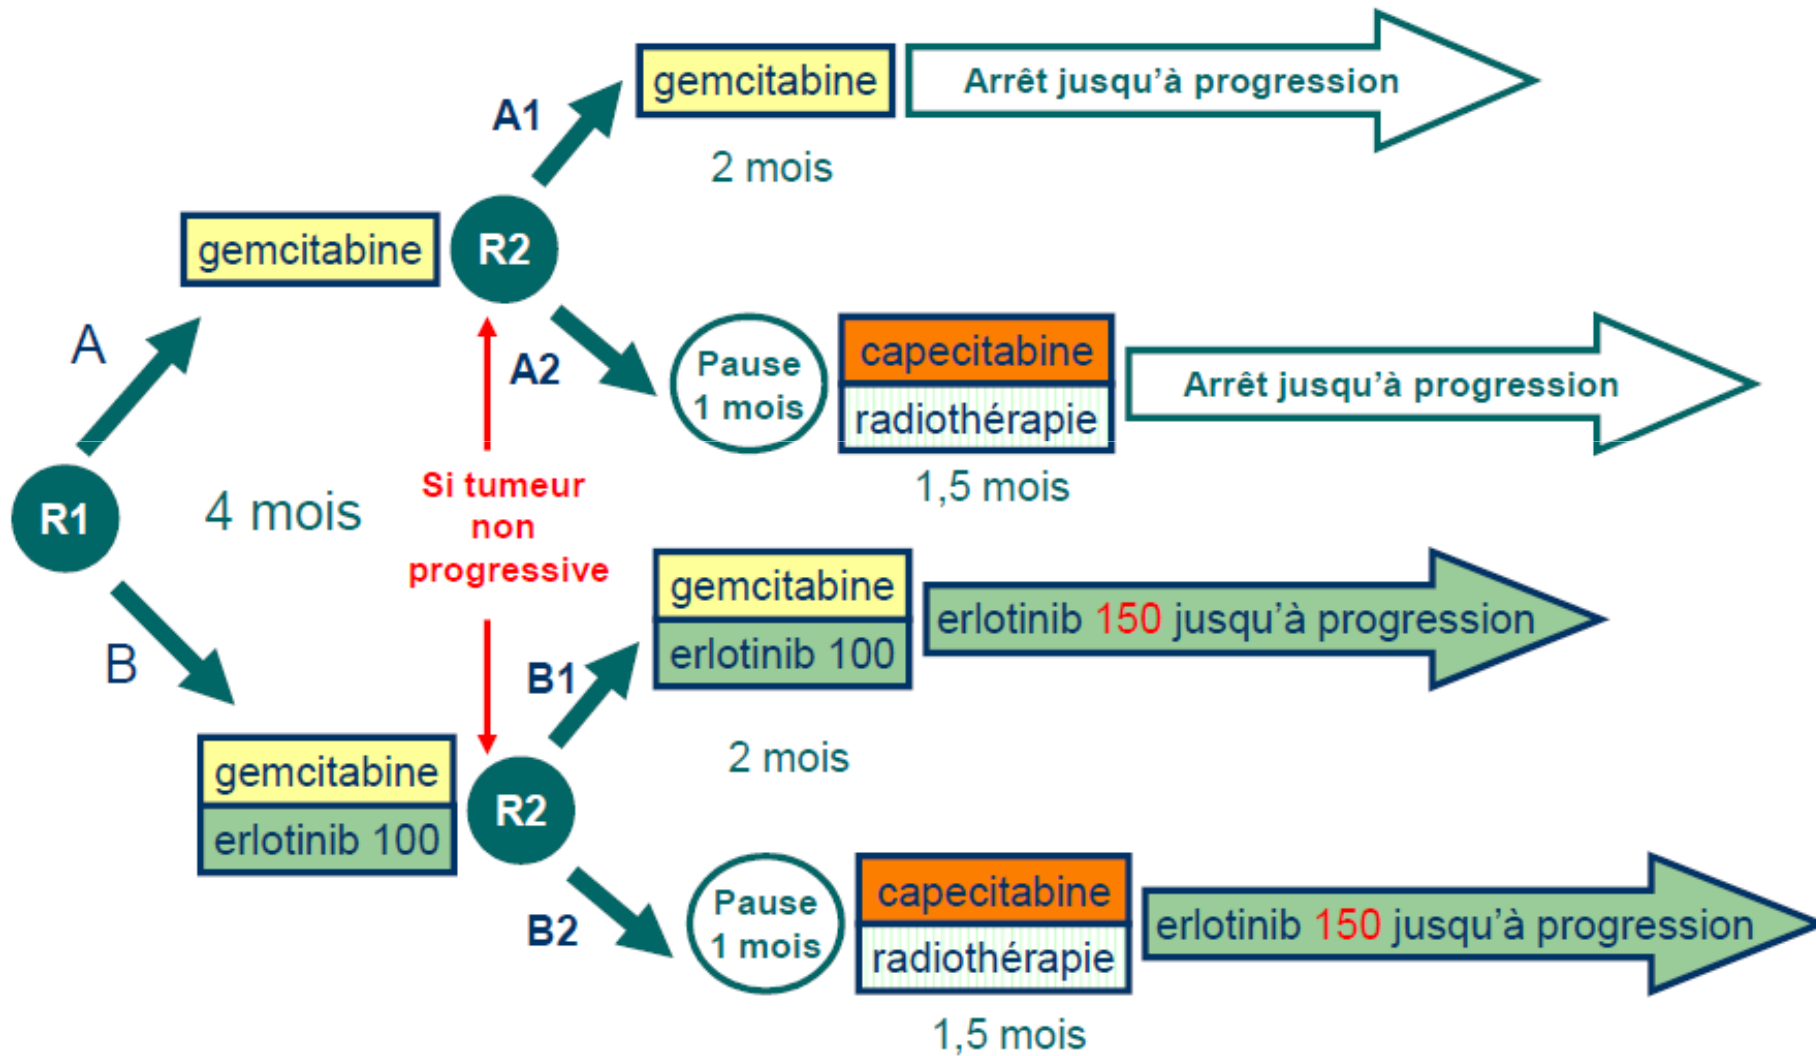 gemcitabine
Arrêt jusqu'à progression
A1
2 mois
gemcitabine
R2
A
A2
Pause
1 mois
capecitabine
radiothérapie
Arrêt jusqu'à progression
1,5 mois
R1
4 mois
Si tumeur
non
progressive
B
B1
gemcitabine
erlotinib 100
erlotinib 150 jusqu'à progression
2 mois
gemcitabine
erlotinib 100
R2
B2
Pause
1 mois
capecitabine
radiothérapie
erlotinib 150 jusqu'à progression
1,5 mois